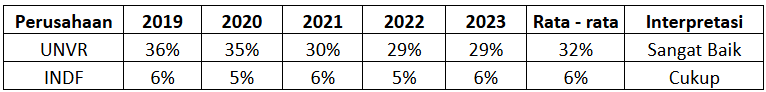 Perusahaan 2019 2020 2021 2022 2023 Rata - rata Interpretasi
UNVR 36% 35% 30% 29% 29% 32% Sangat Baik
INDF 6% 5% 6% 5% 6% 6% Cukup